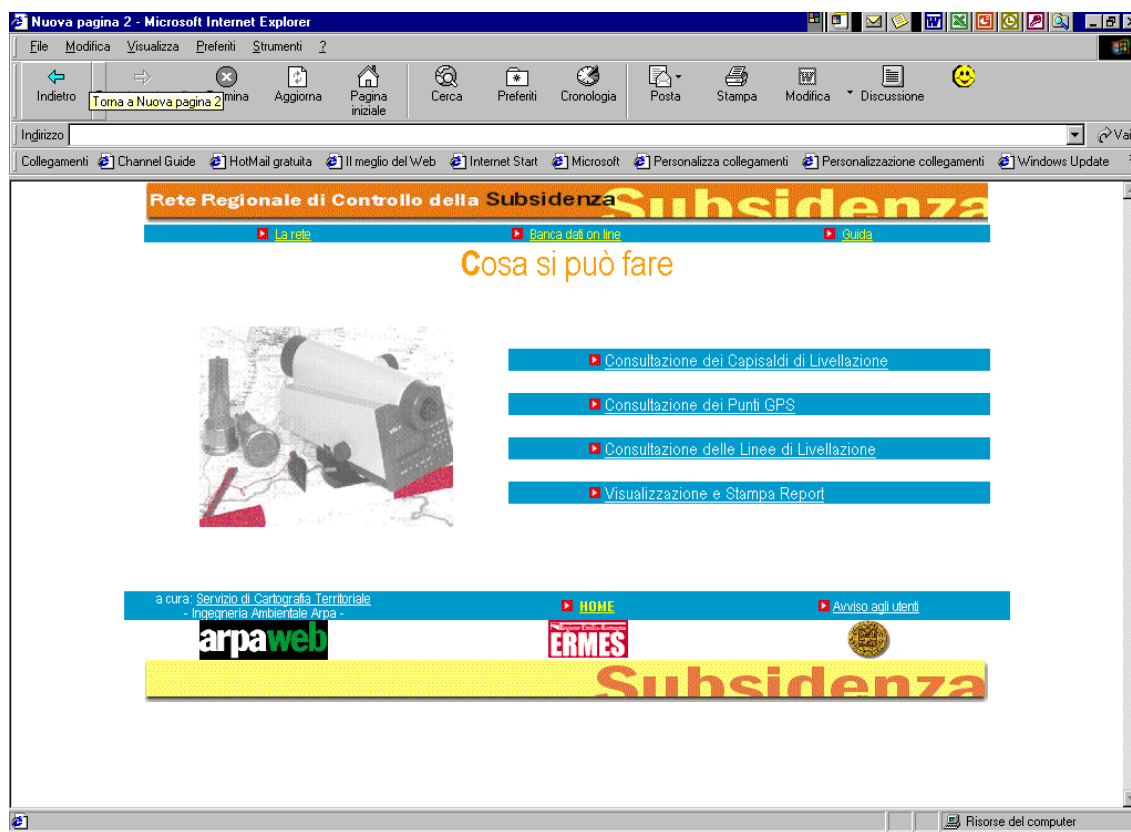 Nuova pagina 2 - Microsoft Internet Explorer
File Modifica Visualizza Preferiti Strumenti ?
Indietro Termina Aggiorna Pagina iniziale Cerca Preferiti Cronologia Posta Stampa Modifica Discussione
Torna a Nuova pagina 2
Indirizzo Vai
Collegamenti Channel Guide HotMail gratuita Il meglio del Web Internet Start Microsoft Personalizza collegamenti Personalizzazione collegamenti Windows Update
Rete Regionale di Controllo della Subsidenza Subsidenza
La rete Banca dati on line Guida
Cosa si può fare
Consultazione dei Capisaldi di Livellazione
Consultazione dei Punti GPS
Consultazione delle Linee di Livellazione
Visualizzazione e Stampa Report
a cura: Servizio di Cartografia Territoriale
- Ingegneria Ambientale Arpa -
HOME Avviso agli utenti
arpaweb
Regione Emilia-Romagna
ERMES
Subsidenza
Risorse del computer